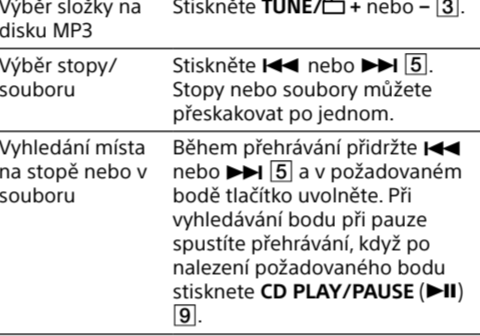 Výběr složky na
disku MP3
Stiskněte TUNE/🗀 + nebo – 3.
Výběr stopy/
souboru
Stiskněte ⏮ nebo ⏭ 5.
Stopy nebo soubory můžete
přeskakovat po jednom.
Vyhledání místa
na stopě nebo v
souboru
Během přehrávání přidržte ⏮
nebo ⏭ 5 a v požadovaném
bodě tlačítko uvolněte. Při
vyhledávání bodu při pauze
spustíte přehrávání, když po
nalezení požadovaného bodu
stisknete CD PLAY/PAUSE (⏯)
9.